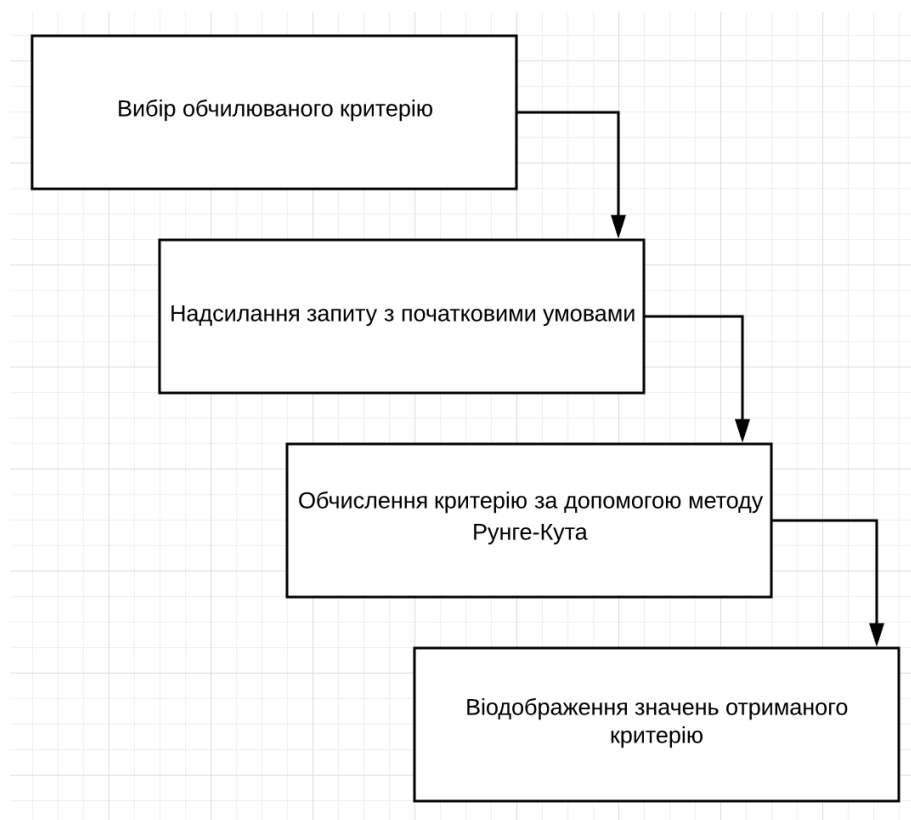 Вибір обчилюваного критерію
Надсилання запиту з початковими умовами
Обчислення критерію за допомогою методу
Рунге-Кута
Віодображення значень отриманого
критерію